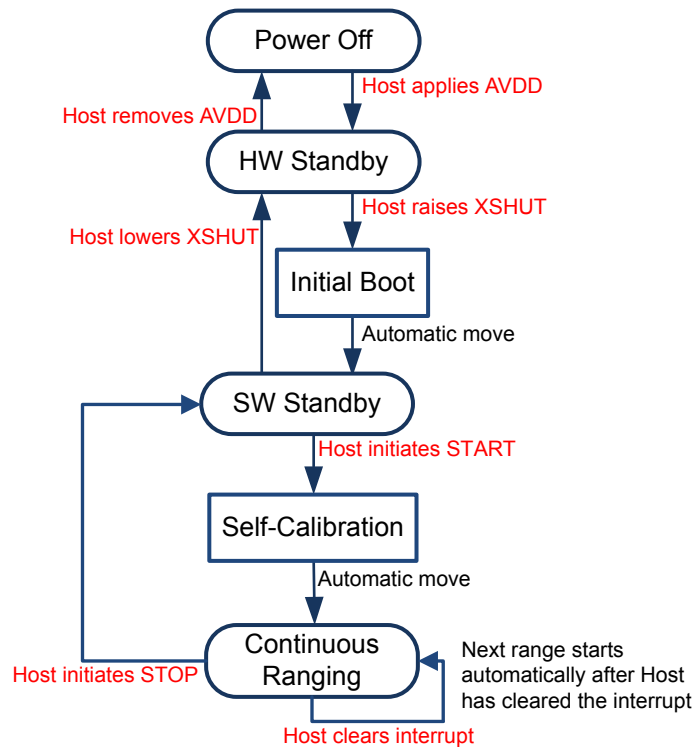 Power Off
Host applies AVDD
Host removes AVDD
HW Standby
Host raises XSHUT
Host lowers XSHUT
Initial Boot
Automatic move
SW Standby
Host initiates START
Self-Calibration
Automatic move
Continuous
Ranging
Next range starts
automatically after Host
has cleared the interrupt
Host initiates STOP
Host clears interrupt